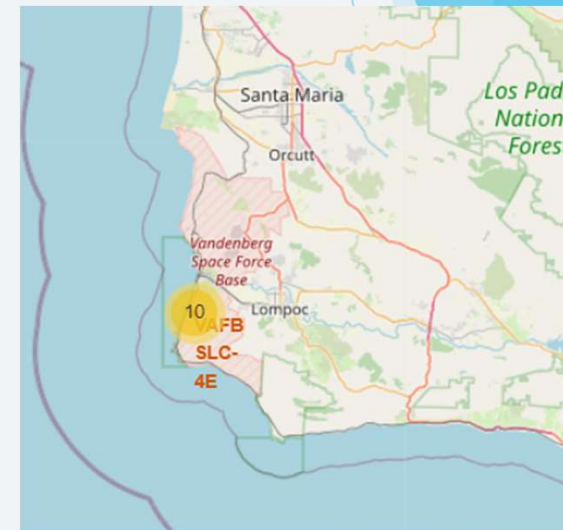 Santa Maria
Los Pad
Nation
Fores
Orcutt
Vandenberg
Space Force
Base
10
Lompoc
VAFB
SLC-
4E